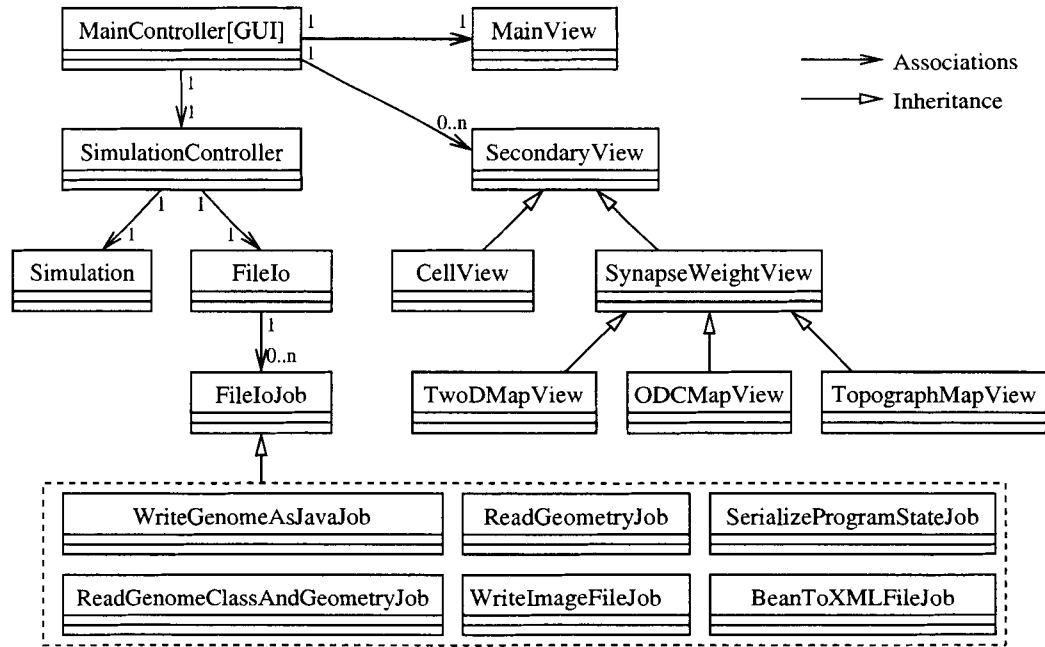 MainController[GUI]
1
1
MainView
1
Associations
1
1
Inheritance
0..n
SimulationController
SecondaryView
1
1
1
1
Simulation
FileIo
CellView
SynapseWeightView
1
0..n
FileIoJob
TwoDMapView
ODCMapView
TopographMapView
WriteGenomeAsJavaJob
ReadGeometryJob
SerializeProgramStateJob
ReadGenomeClassAndGeometryJob
WriteImageFileJob
BeanToXMLFileJob